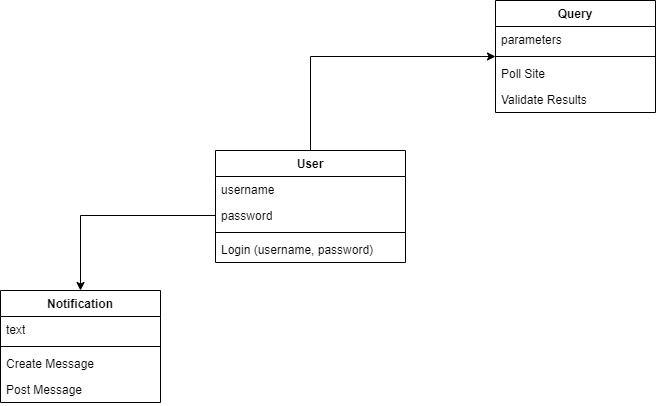 Query
parameters
Poll Site
Validate Results
User
username
password
Login (username, password)
Notification
text
Create Message
Post Message